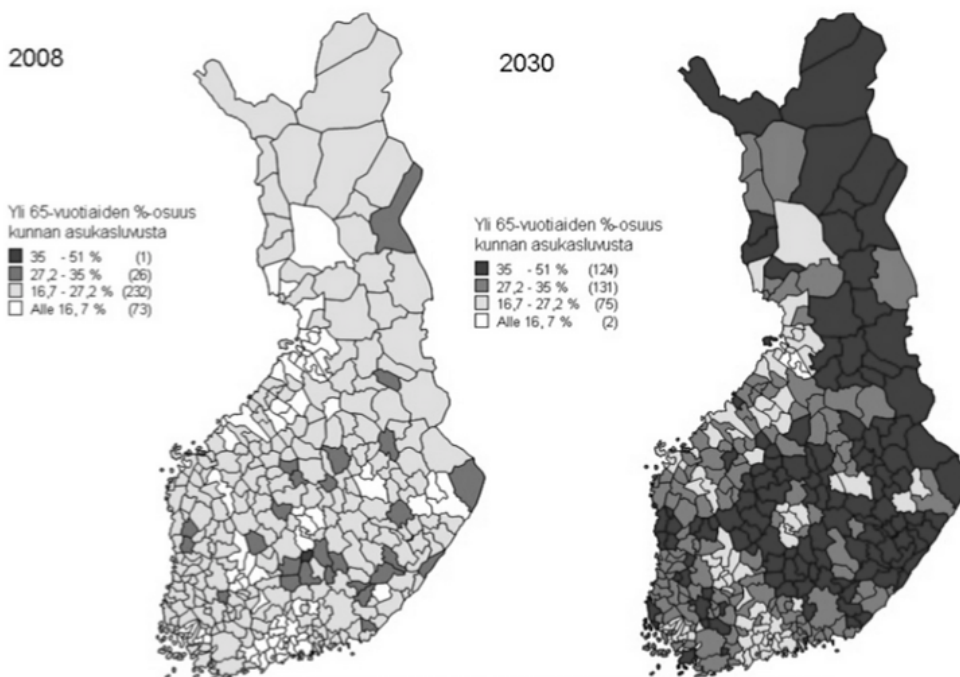 2008
Yli 65-vuotiaiden %-osuus
kunnan asukasluvusta
35 - 51 % (1)
27,2 - 35 % (26)
16,7 - 27,2 % (232)
Alle 16, 7 % (73)
2030
Yli 65-vuotiaiden %-osuus
kunnan asukasluvusta
35 - 51 % (124)
27,2 - 35 % (131)
16,7 - 27,2 % (75)
Alle 16, 7 % (2)